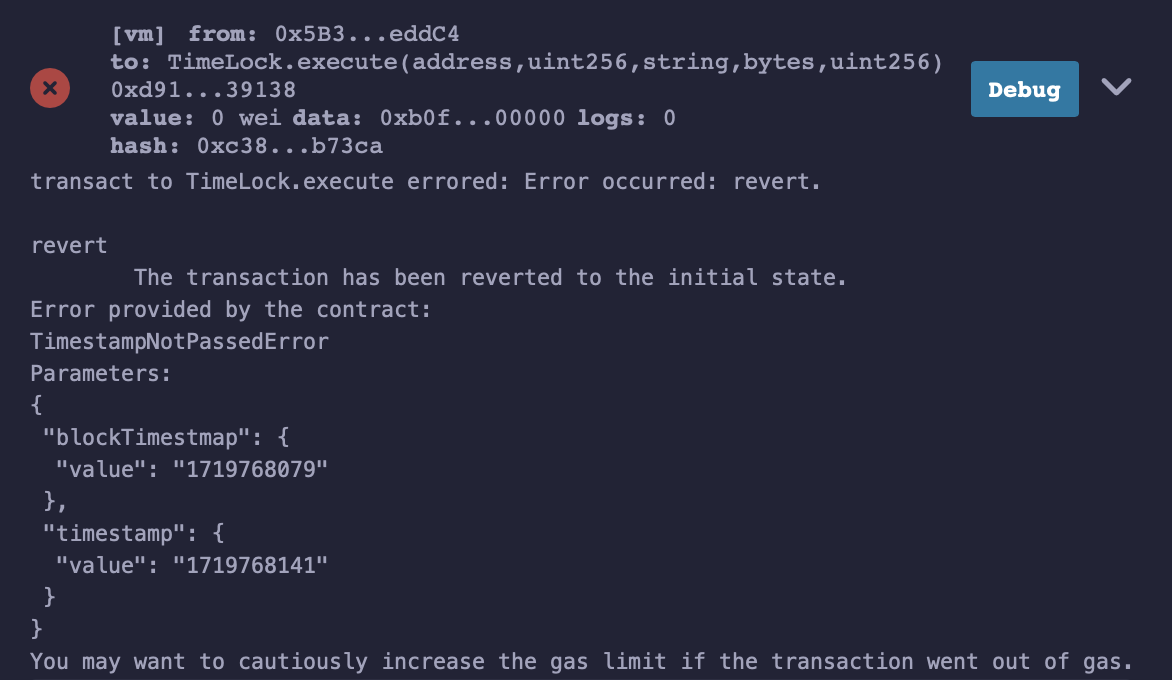 [vm] from: 0x5B3...eddC4
to: TimeLock.execute(address,uint256,string,bytes,uint256)
0xd91...39138
value: 0 wei data: 0xb0f...00000 logs: 0
hash: 0xc38...b73ca
Debug
transact to TimeLock.execute errored: Error occurred: revert.
revert
The transaction has been reverted to the initial state.
Error provided by the contract:
TimestampNotPassedError
Parameters:
{
"blockTimestmap": {
"value": "1719768079"
},
"timestamp": {
"value": "1719768141"
}
}
You may want to cautiously increase the gas limit if the transaction went out of gas.